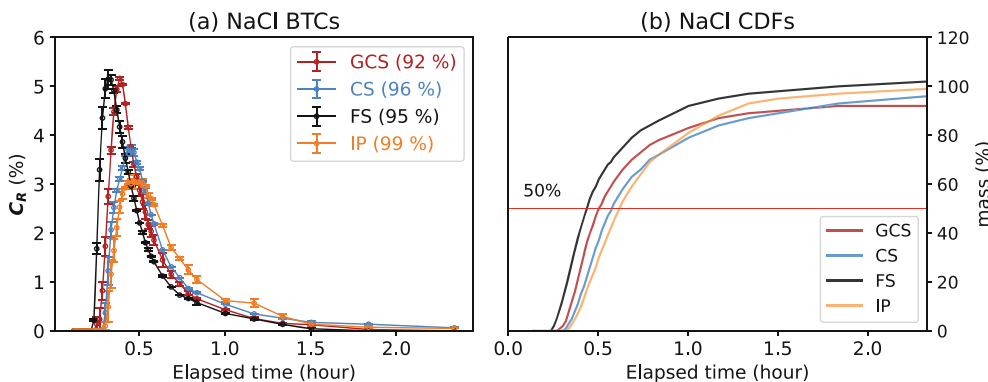 (a) NaCl BTCs
(b) NaCl CDFs
6
5
4
3
2
1
0
C_R (%)
GCS (92 %)
CS (96 %)
FS (95 %)
IP (99 %)
0.5
1.0
1.5
2.0
Elapsed time (hour)
50%
GCS
CS
FS
IP
120
100
80
60
40
20
0
mass (%)
0.0
0.5
1.0
1.5
2.0
Elapsed time (hour)